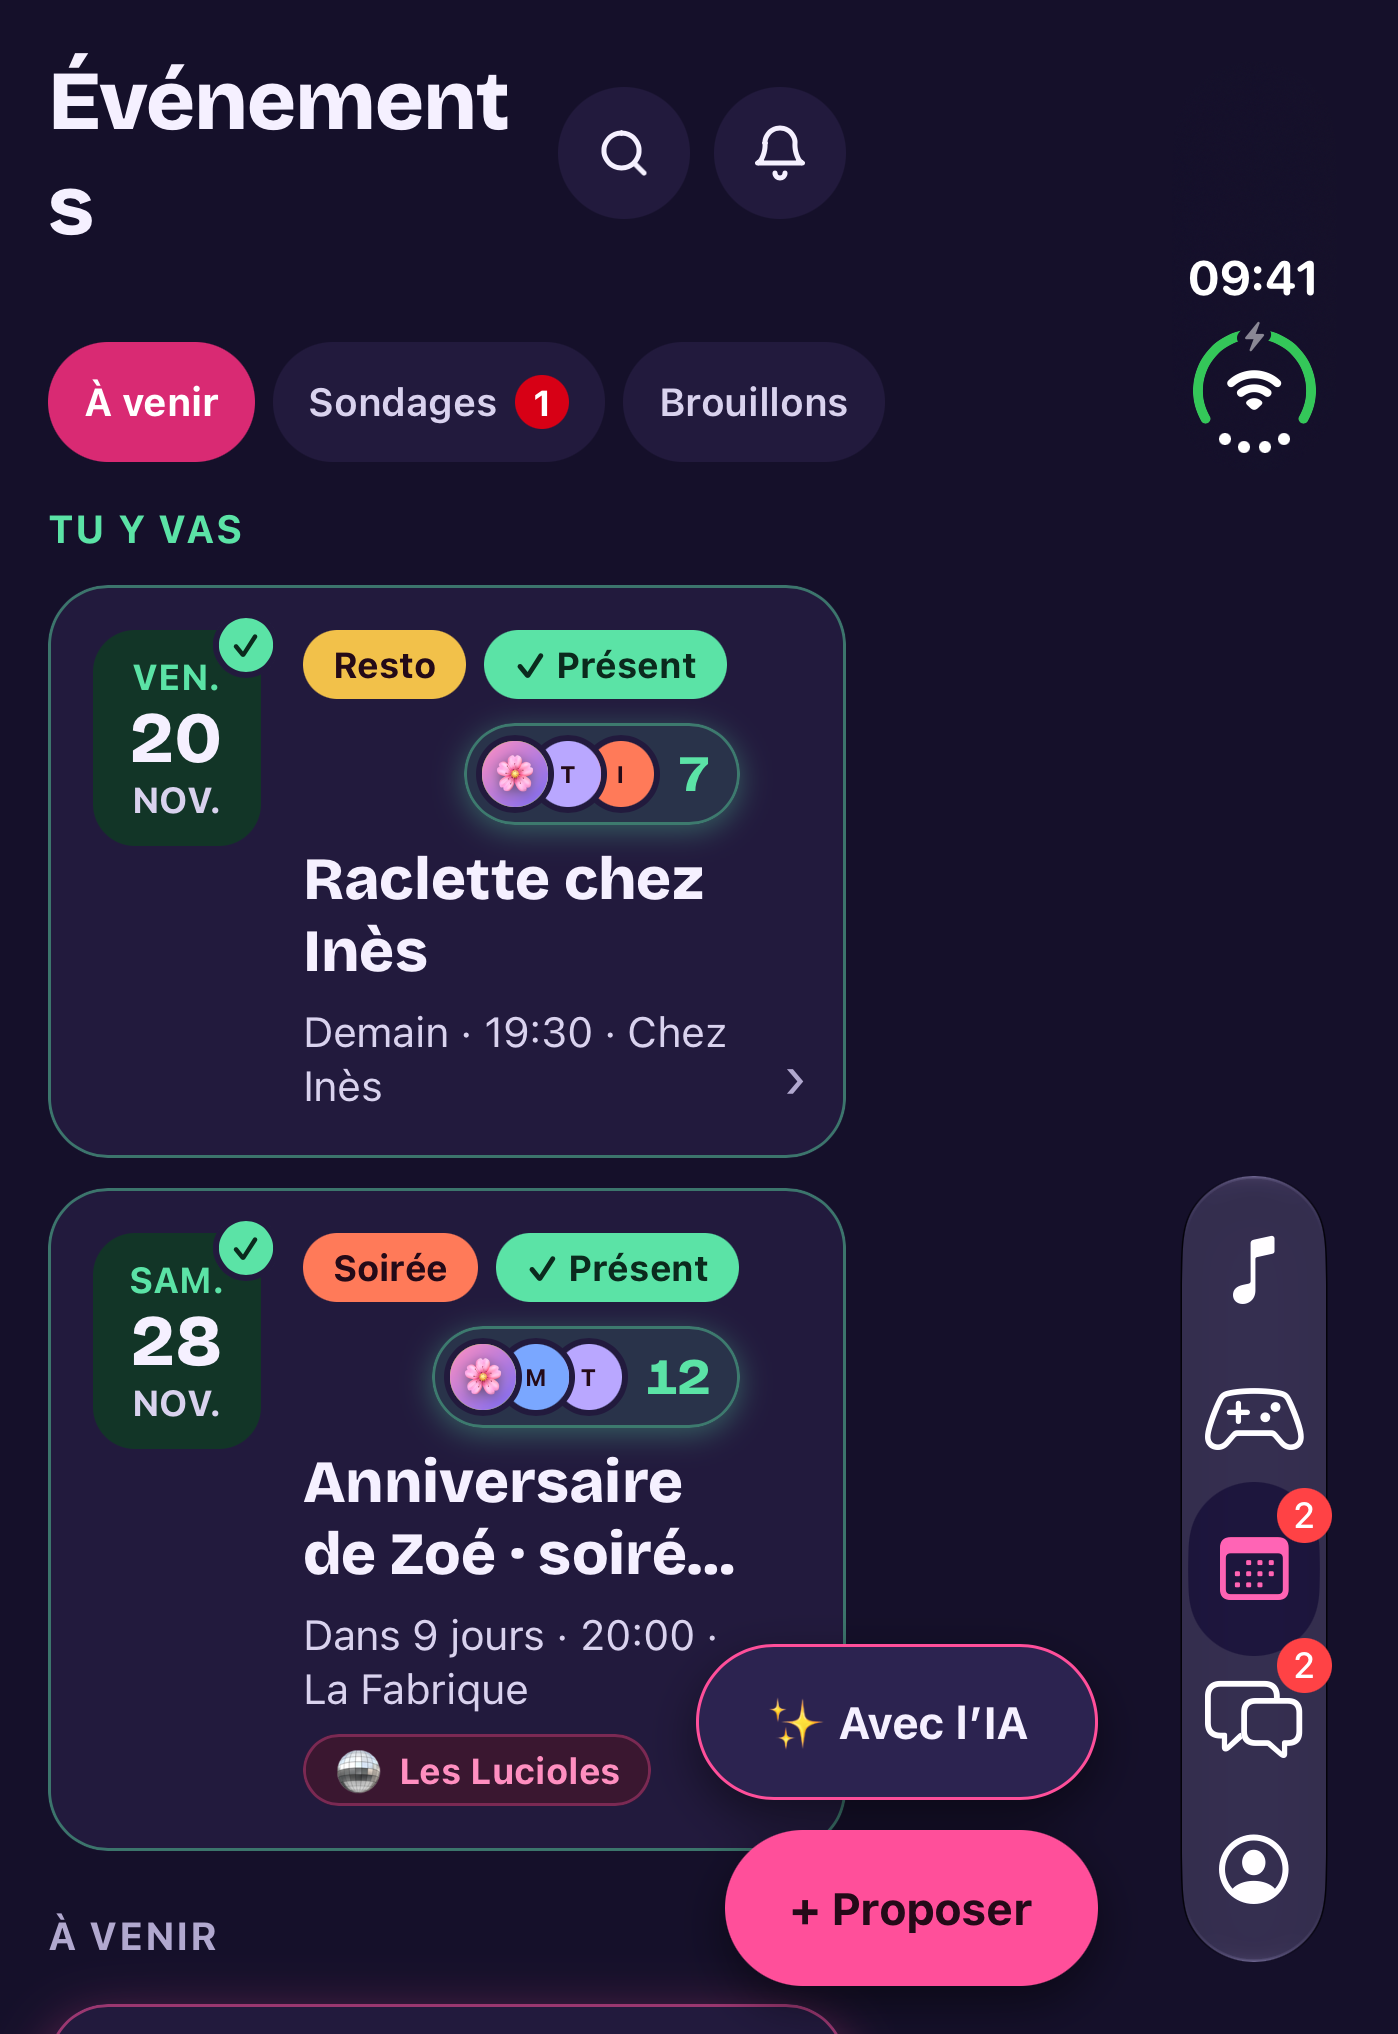 Événement
s
09:41
À venir
Sondages 1
Brouillons
TU Y VAS
VEN.
20
NOV.
Resto
✓ Présent
T
I
7
Raclette chez
Inès
Demain · 19:30 · Chez
Inès
SAM.
28
NOV.
Soirée
✓ Présent
M
T
12
Anniversaire
de Zoé · soiré…
Dans 9 jours · 20:00 ·
La Fabrique
Les Lucioles
2
2
✨ Avec l’IA
+ Proposer
À VENIR